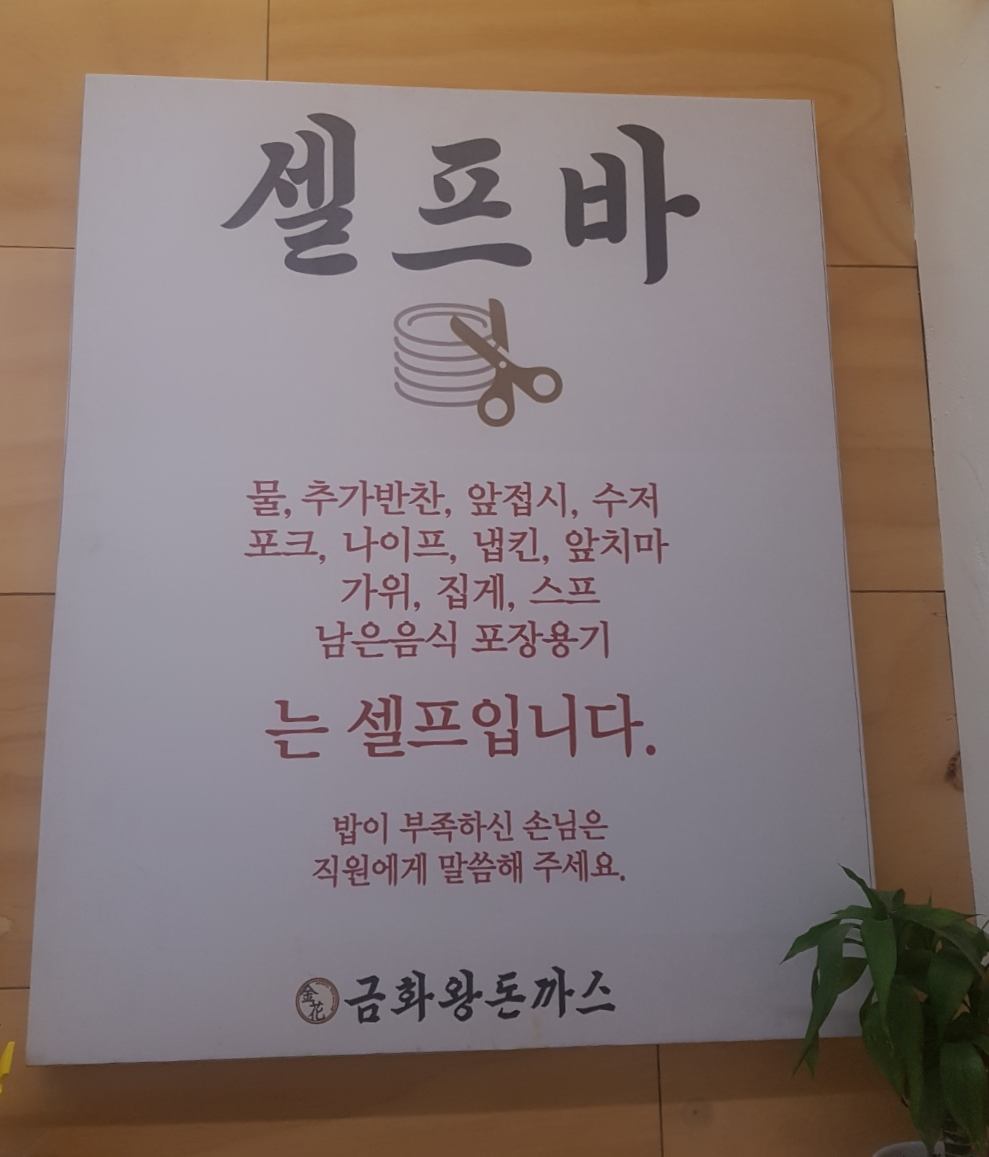 셀프바
물, 추가반찬, 앞접시, 수저
포크, 나이프, 냅킨, 앞치마
가위, 집게, 스프
남은음식 포장용기
는 셀프입니다.
밥이 부족하신 손님은
직원에게 말씀해 주세요.
金花 금화왕돈까스